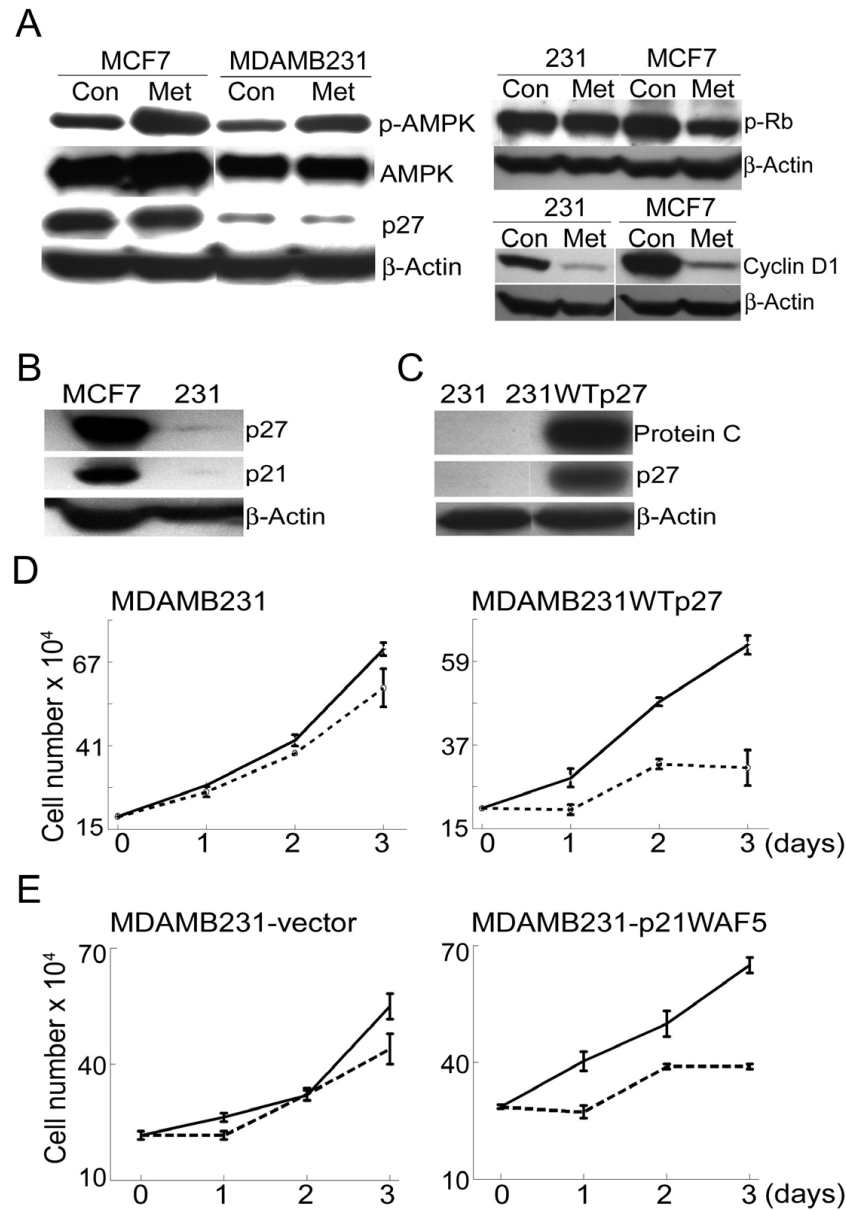 A
MCF7 MDAMB231
Con Met Con Met
p-AMPK
AMPK
p27
β-Actin
231 MCF7
Con Met Con Met
p-Rb
β-Actin
231 MCF7
Con Met Con Met
Cyclin D1
β-Actin
B
MCF7 231
p27
p21
β-Actin
C
231 231WTp27
Protein C
p27
β-Actin
D
MDAMB231
Cell number x 10⁴
67
41
15
0 1 2 3
MDAMB231WTp27
59
37
15
0 1 2 3 (days)
E
MDAMB231-vector
Cell number x 10⁴
70
40
10
0 1 2 3
MDAMB231-p21WAF5
70
40
10
0 1 2 3 (days)